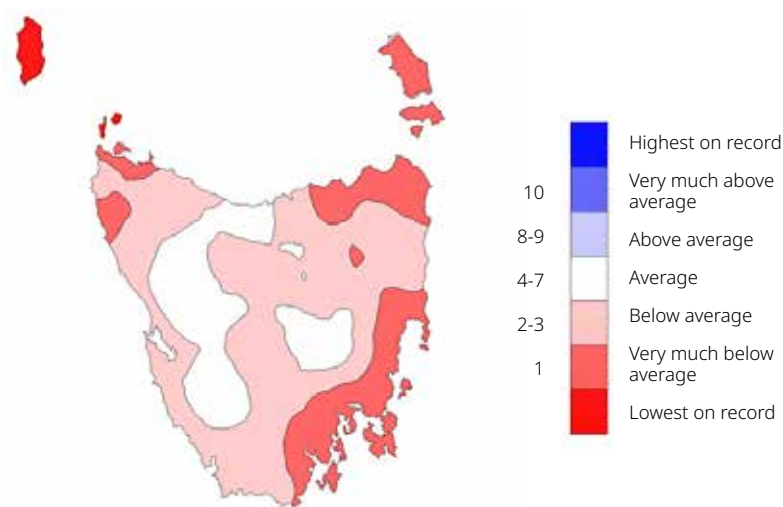 Highest on record
10
Very much above
average
8-9
Above average
4-7
Average
2-3
Below average
1
Very much below
average
Lowest on record